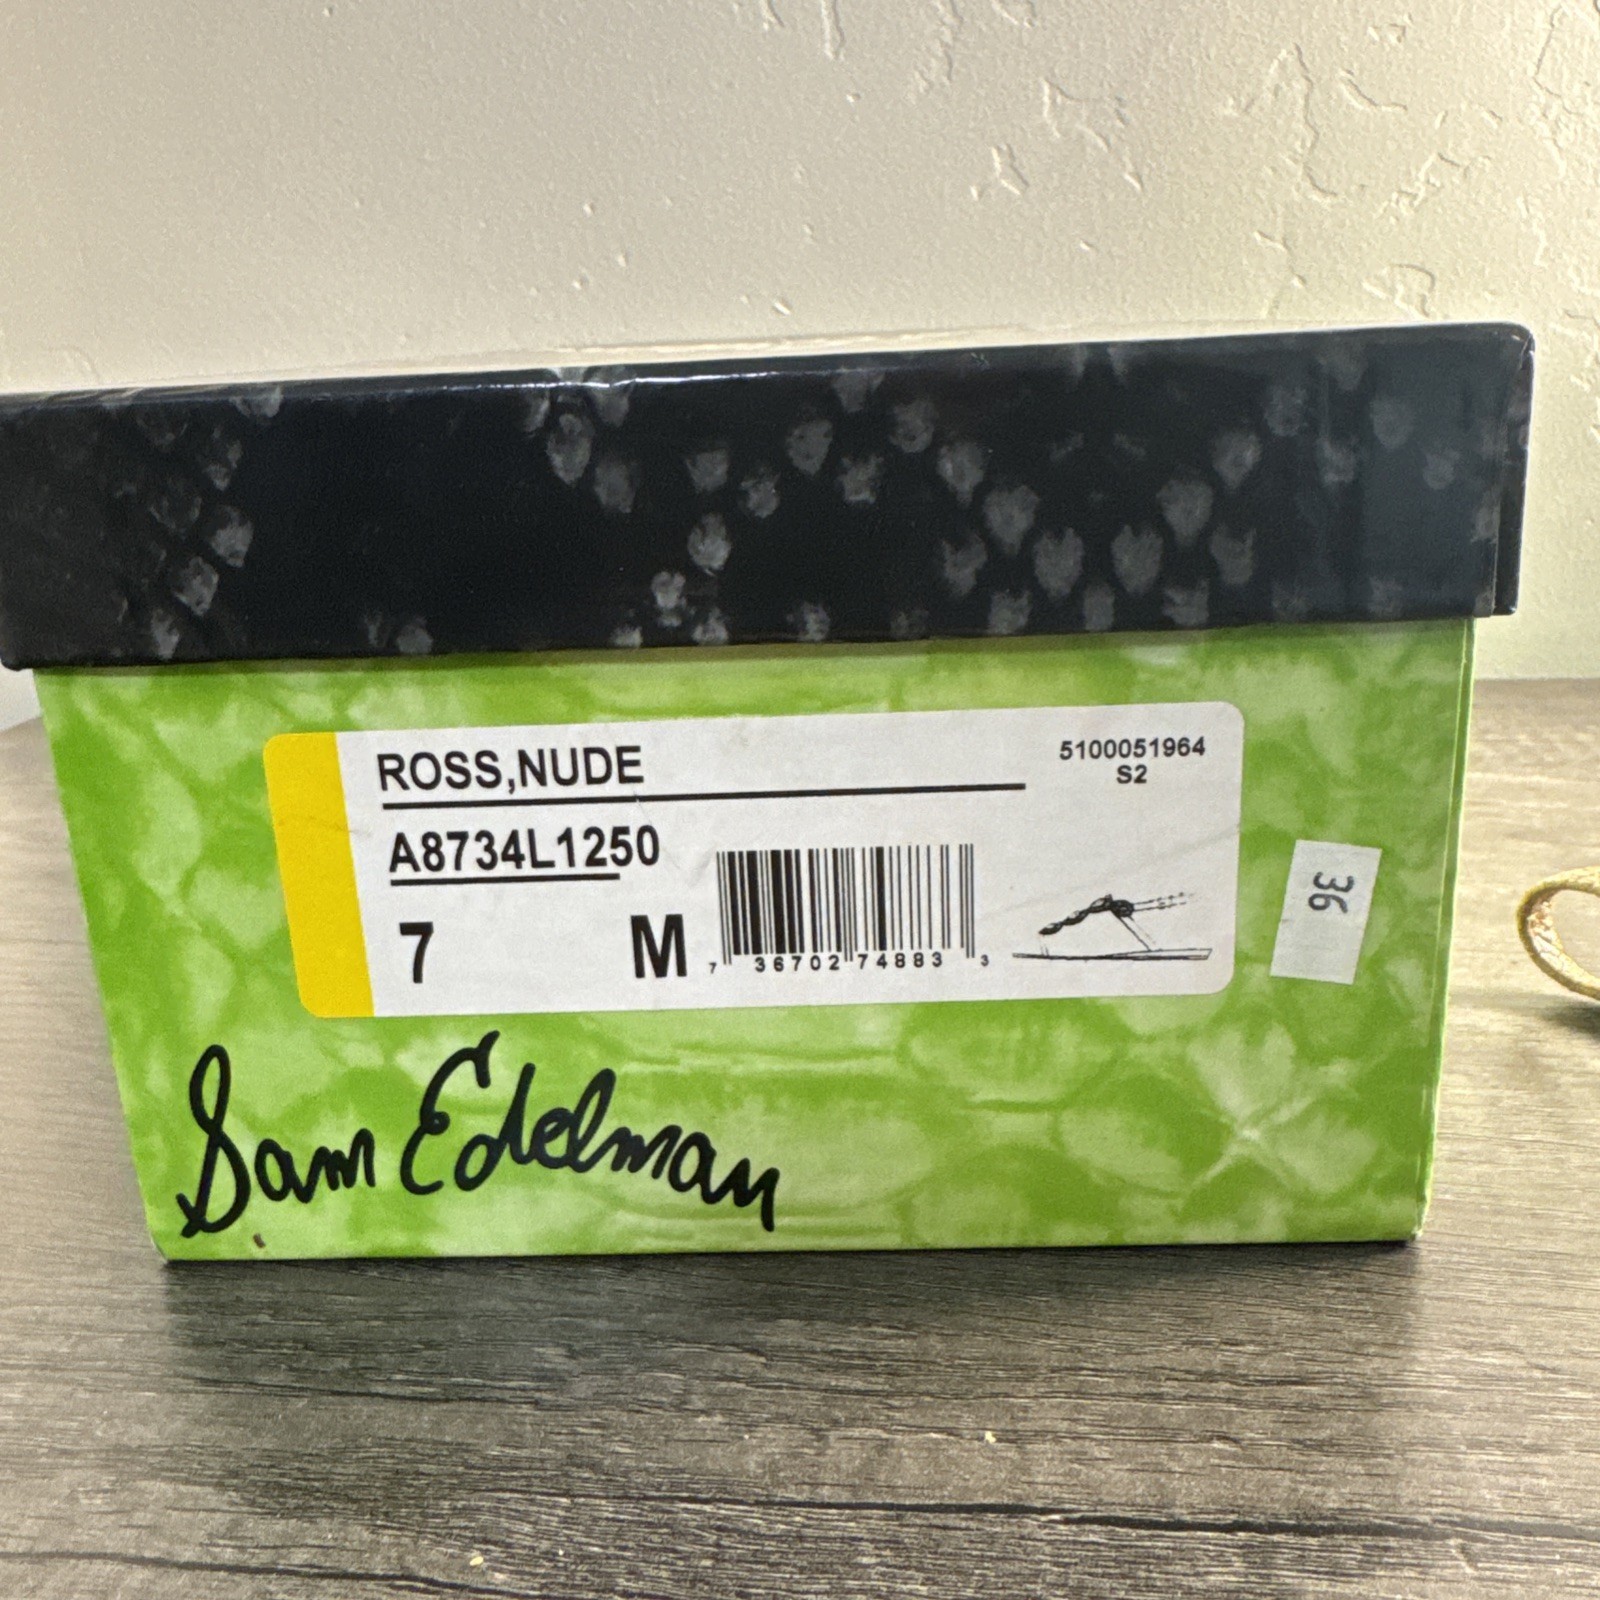 ROSS,NUDE
5100051964
S2
A8734L1250
7 M
7 36702 74883 3
36
Sam Edelman